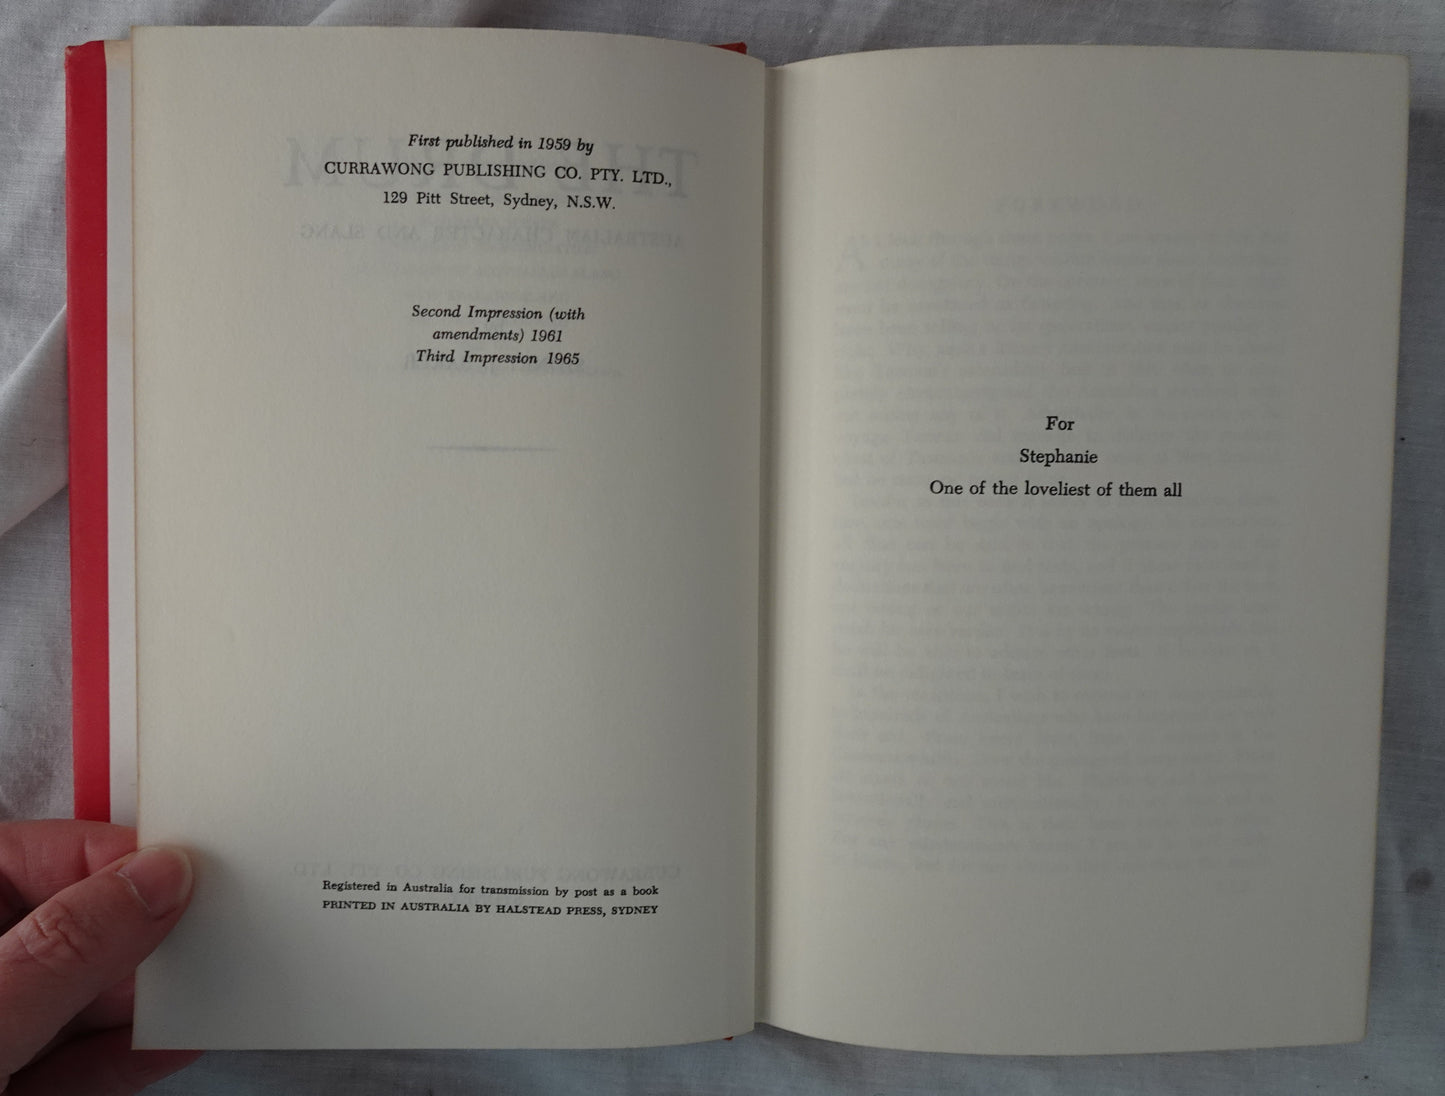 First published in 1959 by
CURRAWONG PUBLISHING CO. PTY. LTD.,
129 Pitt Street, Sydney, N.S.W.
Second Impression (with
amendments) 1961
Third Impression 1965
Registered in Australia for transmission by post as a book
PRINTED IN AUSTRALIA BY HALSTEAD PRESS, SYDNEY
For
Stephanie
One of the loveliest of them all